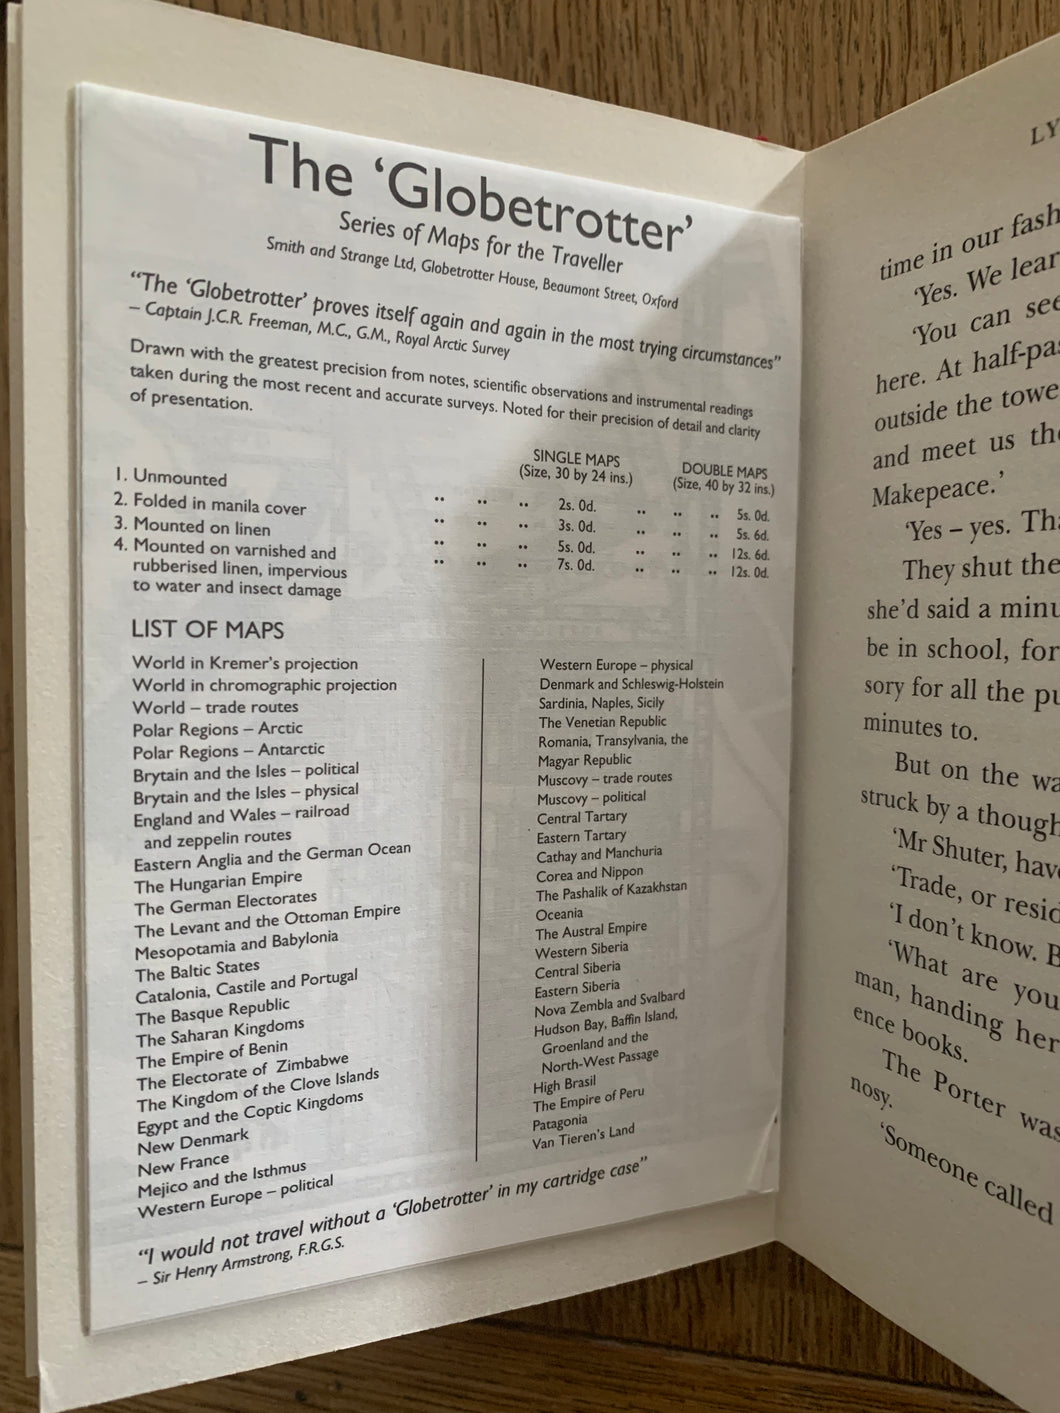 The ‘Globetrotter’
Series of Maps for the Traveller
Smith and Strange Ltd, Globetrotter House, Beaumont Street, Oxford
“The ‘Globetrotter’ proves itself again and again in the most trying circumstances”
– Captain J.C.R. Freeman, M.C., G.M., Royal Arctic Survey
Drawn with the greatest precision from notes, scientific observations and instrumental readings
taken during the most recent and accurate surveys. Noted for their precision of detail and clarity
of presentation.
SINGLE MAPS DOUBLE MAPS
(Size, 30 by 24 ins.) (Size, 40 by 32 ins.)
1. Unmounted .. .. .. 2s. 0d. .. .. .. 5s. 0d.
2. Folded in manila cover .. .. .. 3s. 0d. .. .. .. 5s. 6d.
3. Mounted on linen .. .. .. 5s. 0d. .. .. .. 12s. 6d.
4. Mounted on varnished and .. .. .. 7s. 0d. .. .. .. 12s. 0d.
rubberised linen, impervious
to water and insect damage
LIST OF MAPS
World in Kremer’s projection
World in chromographic projection
World – trade routes
Polar Regions – Arctic
Polar Regions – Antarctic
Brytain and the Isles – political
Brytain and the Isles – physical
England and Wales – railroad
and zeppelin routes
Eastern Anglia and the German Ocean
The Hungarian Empire
The German Electorates
The Levant and the Ottoman Empire
Mesopotamia and Babylonia
The Baltic States
Catalonia, Castile and Portugal
The Basque Republic
The Saharan Kingdoms
The Empire of Benin
The Electorate of Zimbabwe
The Kingdom of the Clove Islands
Egypt and the Coptic Kingdoms
New Denmark
New France
Mejico and the Isthmus
Western Europe – political
Western Europe – physical
Denmark and Schleswig-Holstein
Sardinia, Naples, Sicily
The Venetian Republic
Romania, Transylvania, the
Magyar Republic
Muscovy – trade routes
Muscovy – political
Central Tartary
Eastern Tartary
Cathay and Manchuria
Corea and Nippon
The Pashalik of Kazakhstan
Oceania
The Austral Empire
Western Siberia
Central Siberia
Eastern Siberia
Nova Zembla and Svalbard
Hudson Bay, Baffin Island,
Groenland and the
North-West Passage
High Brasil
The Empire of Peru
Patagonia
Van Tieren’s Land
“I would not travel without a ‘Globetrotter’ in my cartridge case”
– Sir Henry Armstrong, F.R.G.S.
LY
time in our fash
‘Yes. We lear
‘You can see
here. At half-pa
outside the towe
and meet us the
Makepeace.’
‘Yes – yes. Tha
They shut the
she’d said a minu
be in school, for
sory for all the pu
minutes to.
But on the wa
struck by a though
‘Mr Shuter, have
‘Trade, or resid
‘I don’t know. B
‘What are you
man, handing her
ence books.
The Porter was
nosy.
‘Someone called